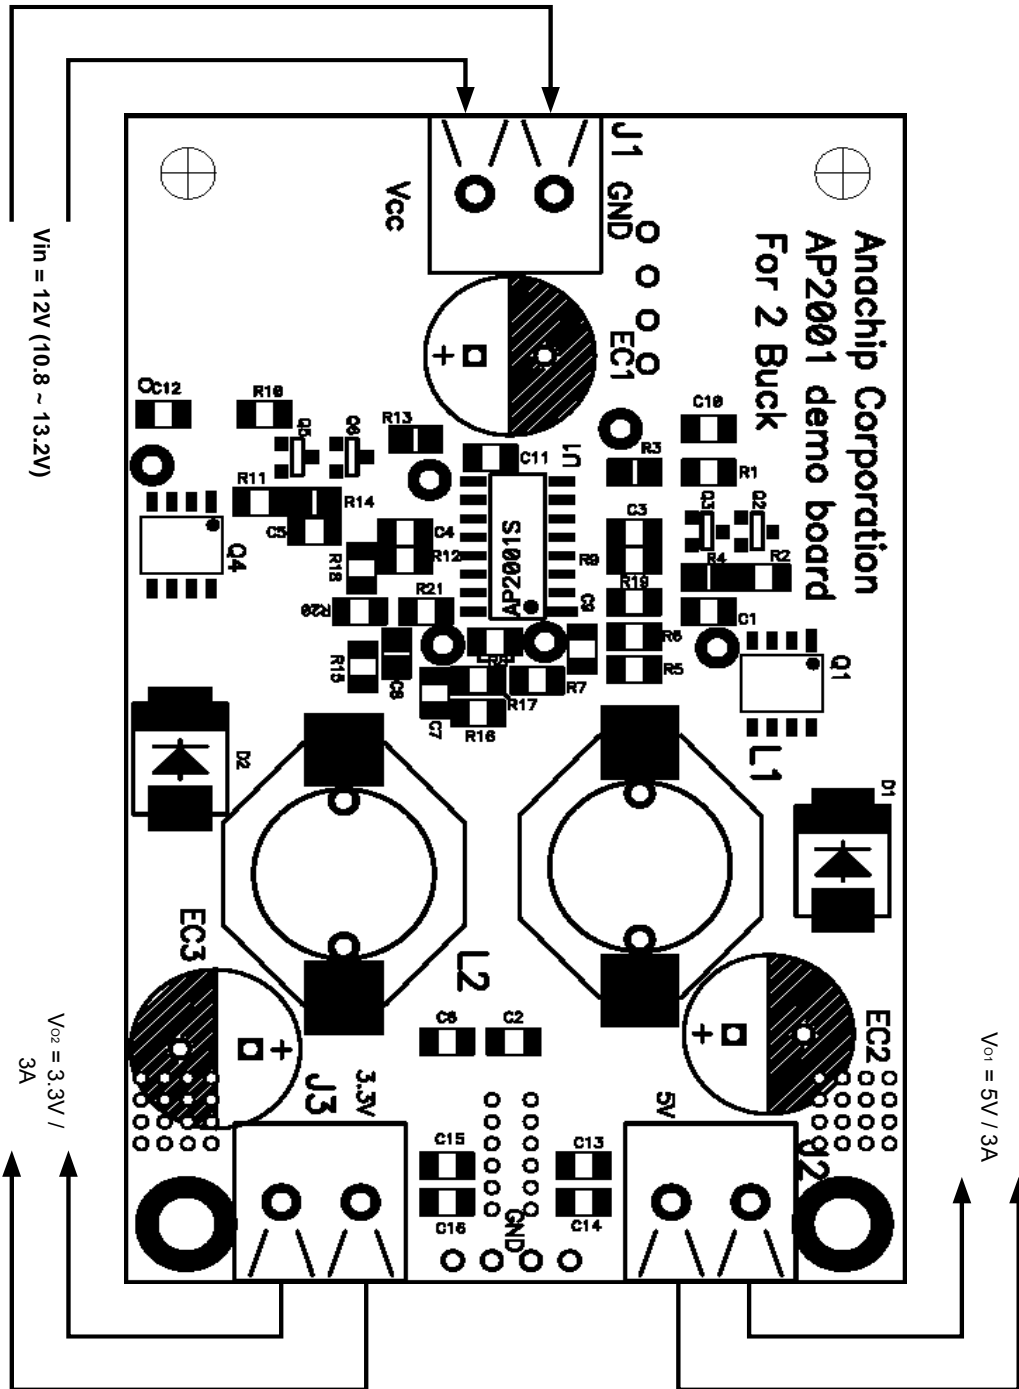 J1
Vcc
GND
Anachip Corporation
AP2001 demo board
For 2 Buck
Vin = 12V (10.8 ~ 13.2V)
EC1
C12
R10
Q5
Q6
R13
C11
U1
R3
C10
R1
R11
R14
C5
C4
R12
R18
Q4
AP2001S
C3
R9
Q3
Q2
R4
R2
R19
R20
R21
C1
R6
R5
Q1
R15
R7
R17
C7
R16
L1
D2
D1
EC3
L2
C2
EC2
VO2 = 3.3V /
3A
VO1 = 5V / 3A
J3
3.3V
5V
J2
C15
C13
C16
GND
C14